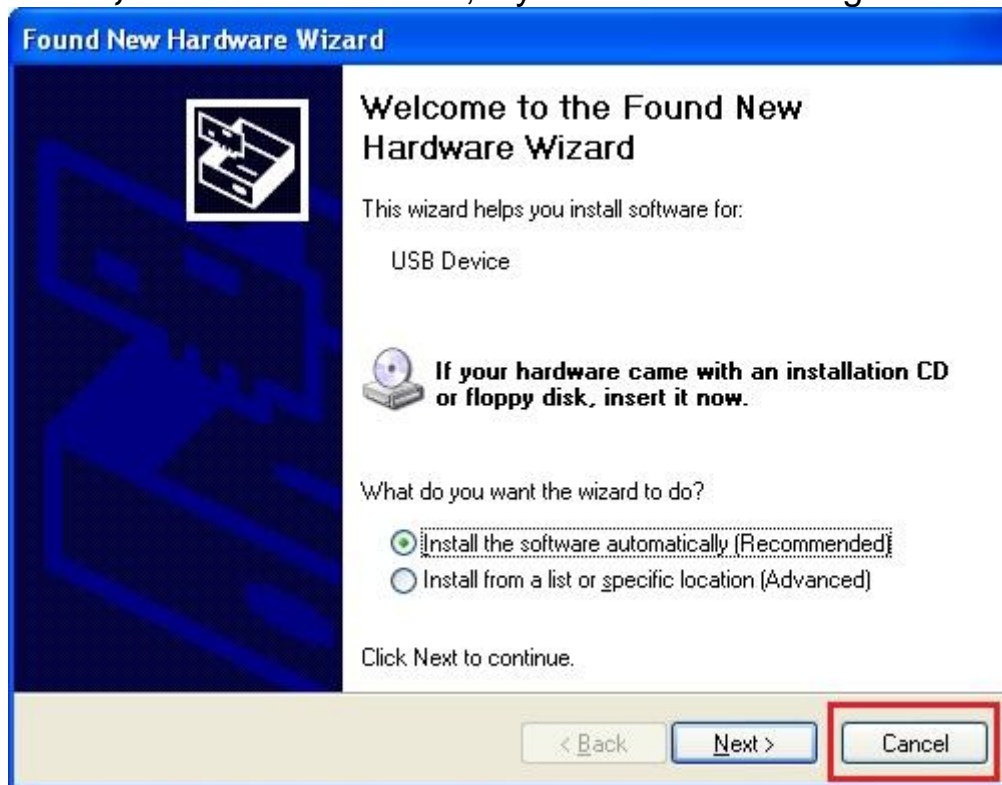 Found New Hardware Wizard
Welcome to the Found New
Hardware Wizard
This wizard helps you install software for:
USB Device
If your hardware came with an installation CD
or floppy disk, insert it now.
What do you want the wizard to do?
Install the software automatically (Recommended)
Install from a list or specific location (Advanced)
Click Next to continue.
< Back Next > Cancel